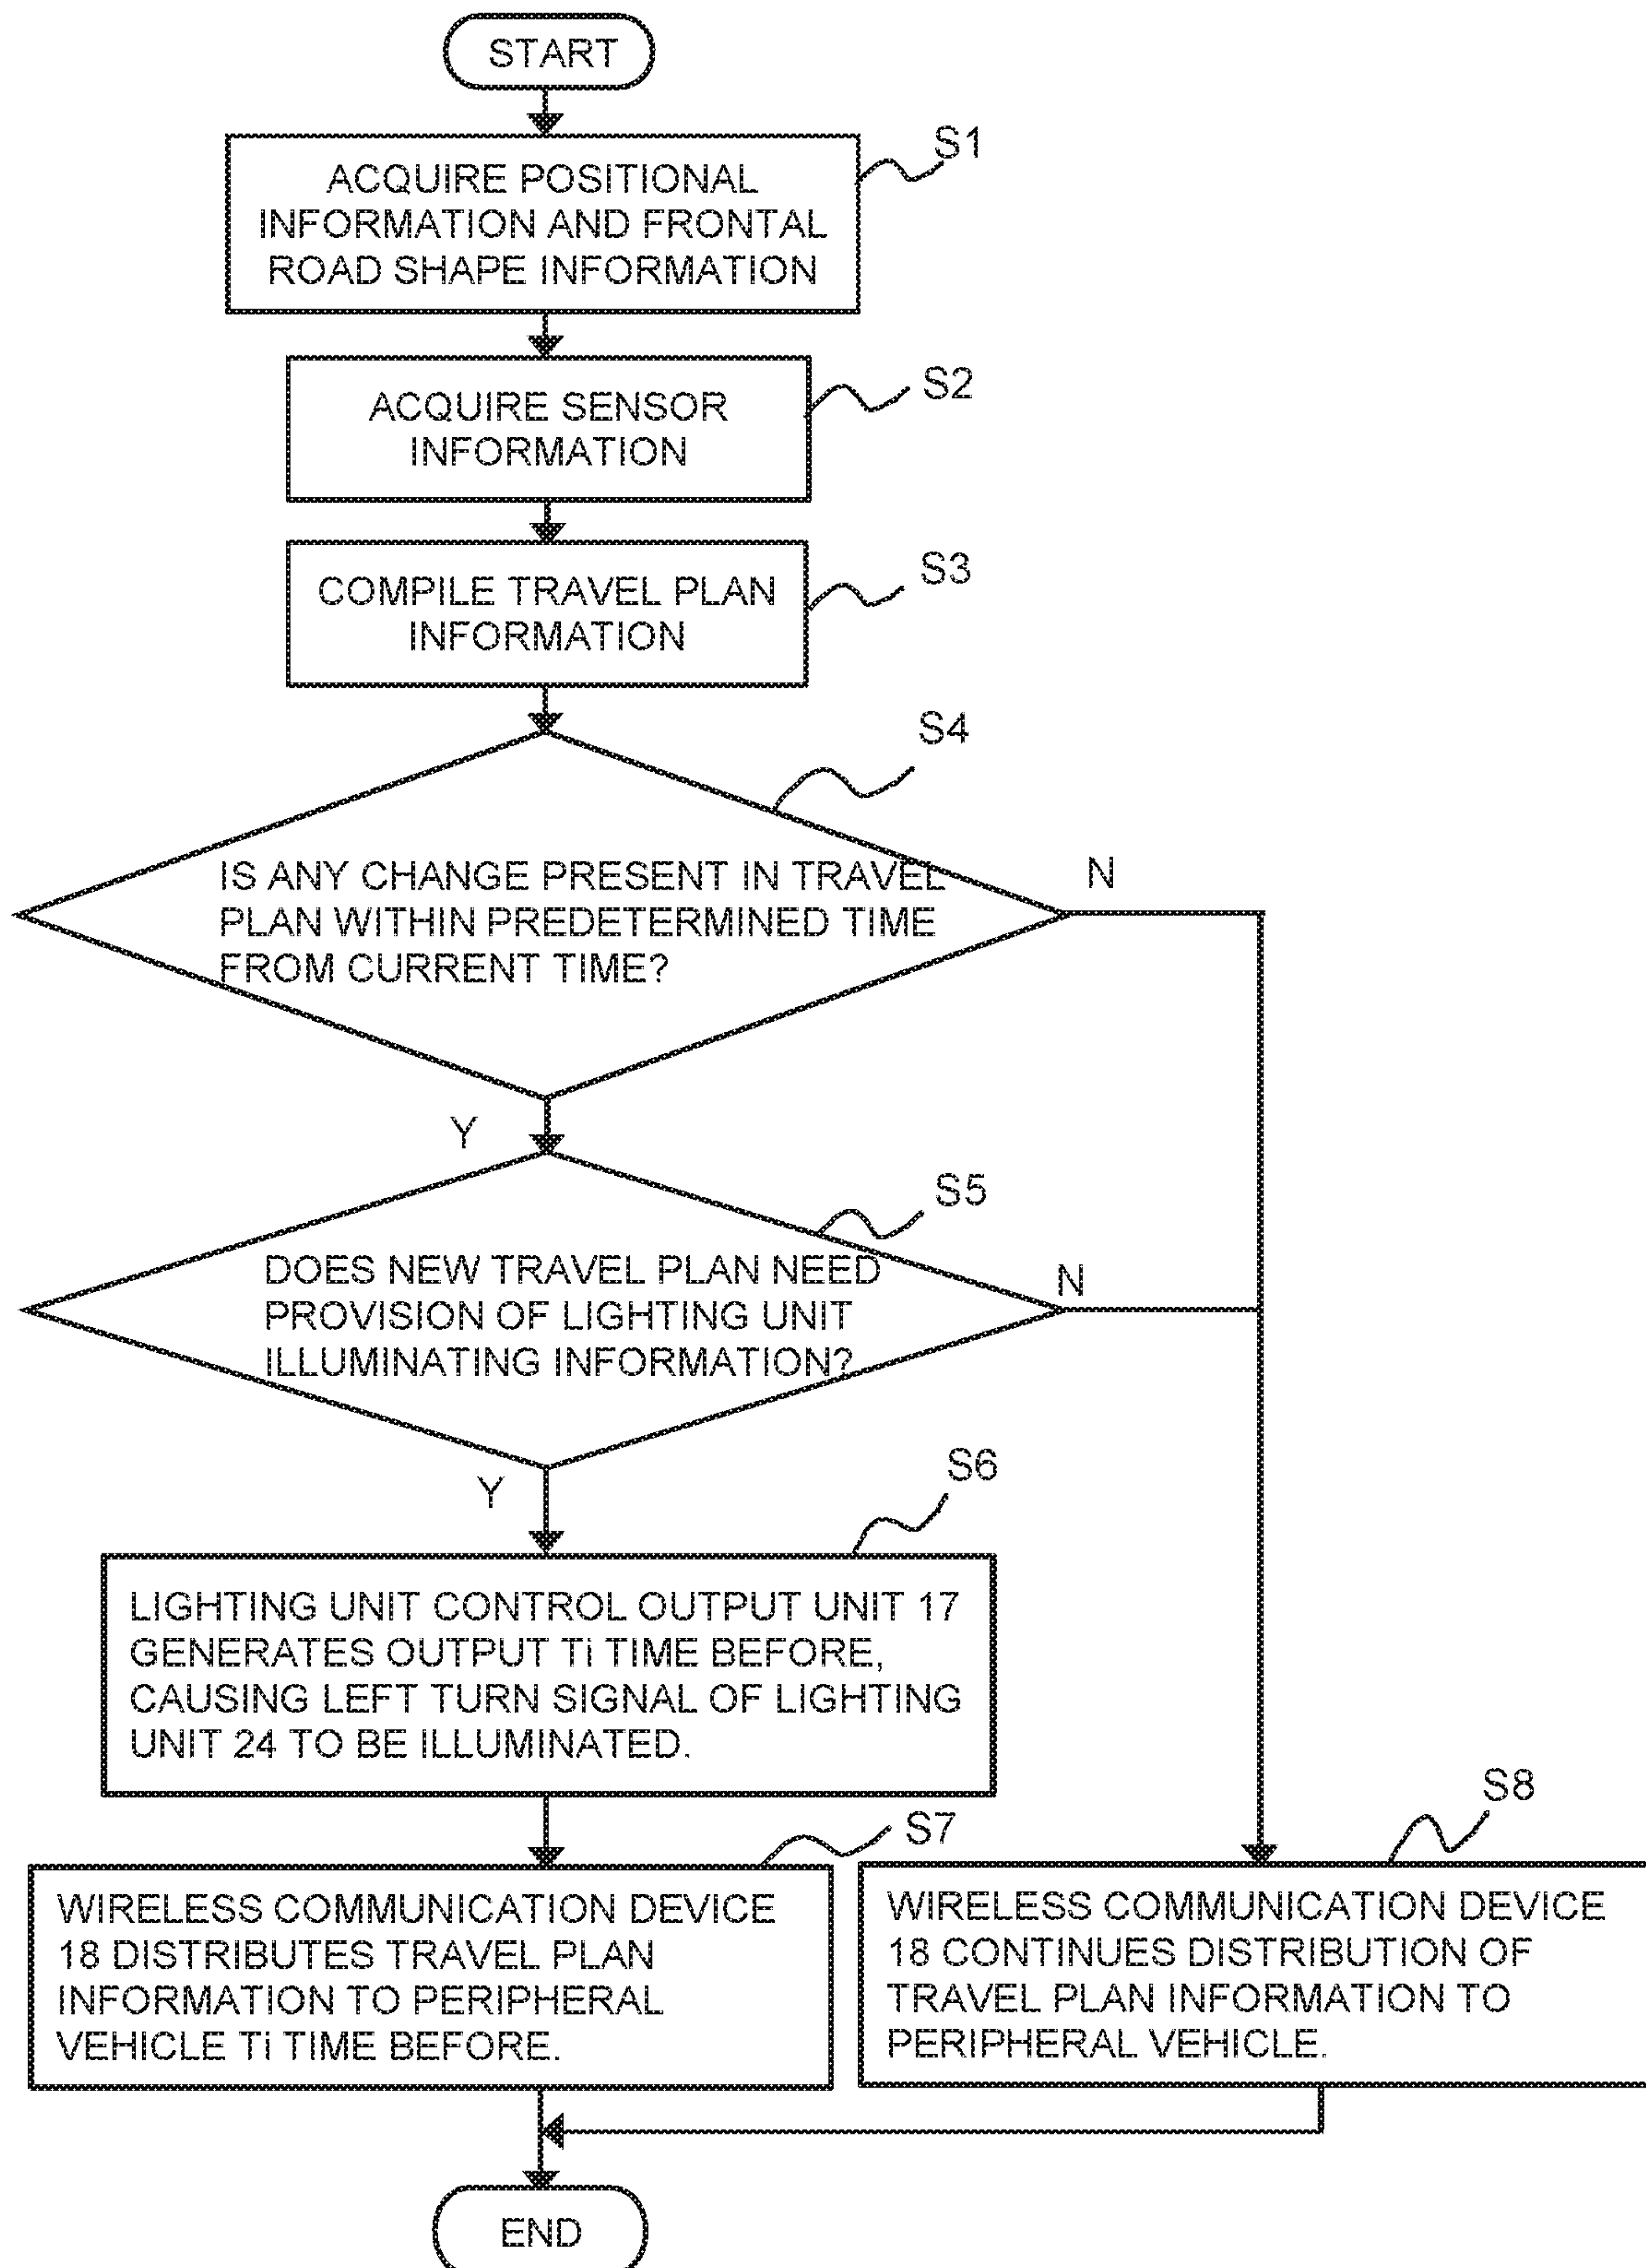 START
S1
ACQUIRE POSITIONAL
INFORMATION AND FRONTAL
ROAD SHAPE INFORMATION
S2
ACQUIRE SENSOR
INFORMATION
S3
COMPILE TRAVEL PLAN
INFORMATION
S4
IS ANY CHANGE PRESENT IN TRAVEL
PLAN WITHIN PREDETERMINED TIME
FROM CURRENT TIME?
N
Y
S5
DOES NEW TRAVEL PLAN NEED
PROVISION OF LIGHTING UNIT
ILLUMINATING INFORMATION?
N
Y
S6
LIGHTING UNIT CONTROL OUTPUT UNIT 17
GENERATES OUTPUT Ti TIME BEFORE,
CAUSING LEFT TURN SIGNAL OF LIGHTING
UNIT 24 TO BE ILLUMINATED.
S7
WIRELESS COMMUNICATION DEVICE
18 DISTRIBUTES TRAVEL PLAN
INFORMATION TO PERIPHERAL
VEHICLE Ti TIME BEFORE.
S8
WIRELESS COMMUNICATION DEVICE
18 CONTINUES DISTRIBUTION OF
TRAVEL PLAN INFORMATION TO
PERIPHERAL VEHICLE.
END